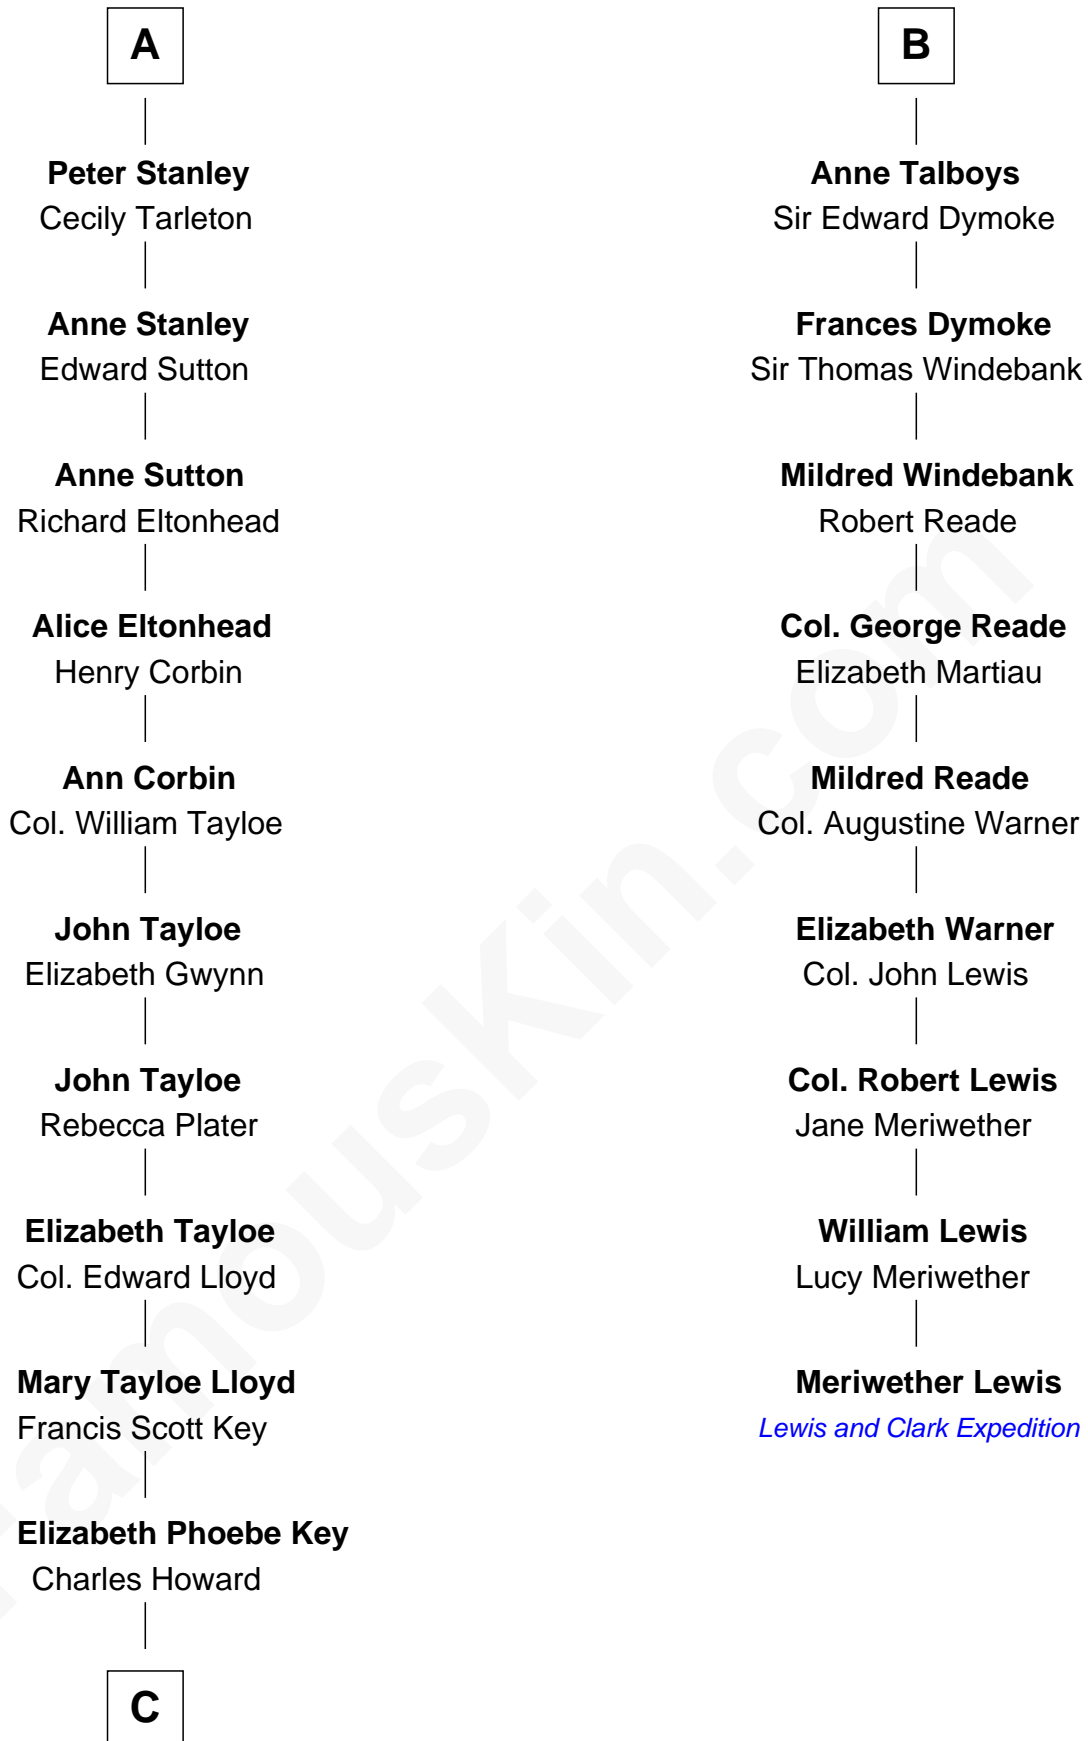 A
Peter Stanley
Cecily Tarleton
Anne Stanley
Edward Sutton
Anne Sutton
Richard Eltonhead
Alice Eltonhead
Henry Corbin
Ann Corbin
Col. William Tayloe
John Tayloe
Elizabeth Gwynn
John Tayloe
Rebecca Plater
Elizabeth Tayloe
Col. Edward Lloyd
Mary Tayloe Lloyd
Francis Scott Key
Elizabeth Phoebe Key
Charles Howard
C
B
Anne Talboys
Sir Edward Dymoke
Frances Dymoke
Sir Thomas Windebank
Mildred Windebank
Robert Reade
Col. George Reade
Elizabeth Martiau
Mildred Reade
Col. Augustine Warner
Elizabeth Warner
Col. John Lewis
Col. Robert Lewis
Jane Meriwether
William Lewis
Lucy Meriwether
Meriwether Lewis
Lewis and Clark Expedition
FamousKin.com